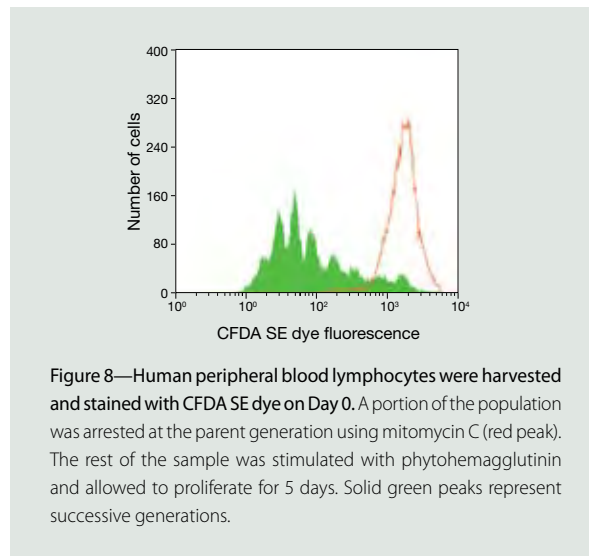 400
320
240
160
80
0
Number of cells
10⁰ 10⁰ 10² 10³ 10⁴
CFDA SE dye fluorescence
Figure 8—Human peripheral blood lymphocytes were harvested
and stained with CFDA SE dye on Day 0. A portion of the population
was arrested at the parent generation using mitomycin C (red peak).
The rest of the sample was stimulated with phytohemagglutinin
and allowed to proliferate for 5 days. Solid green peaks represent
successive generations.